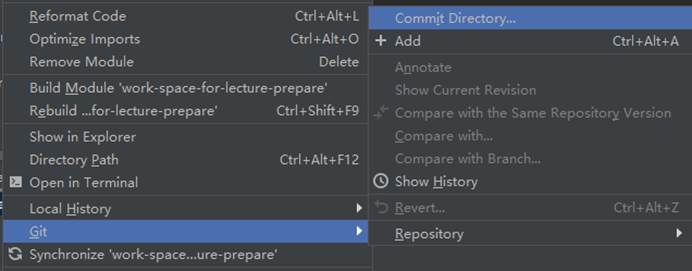 Reformat Code Ctrl+Alt+L
Optimize Imports Ctrl+Alt+O
Remove Module Delete
Build Module 'work-space-for-lecture-prepare'
Rebuild ...for-lecture-prepare' Ctrl+Shift+F9
Show in Explorer
Directory Path Ctrl+Alt+F12
Open in Terminal
Local History
Git
Synchronize 'work-space...ure-prepare'
Commit Directory...
Add Ctrl+Alt+A
Annotate
Show Current Revision
Compare with the Same Repository Version
Compare with...
Compare with Branch...
Show History
Revert... Ctrl+Alt+Z
Repository